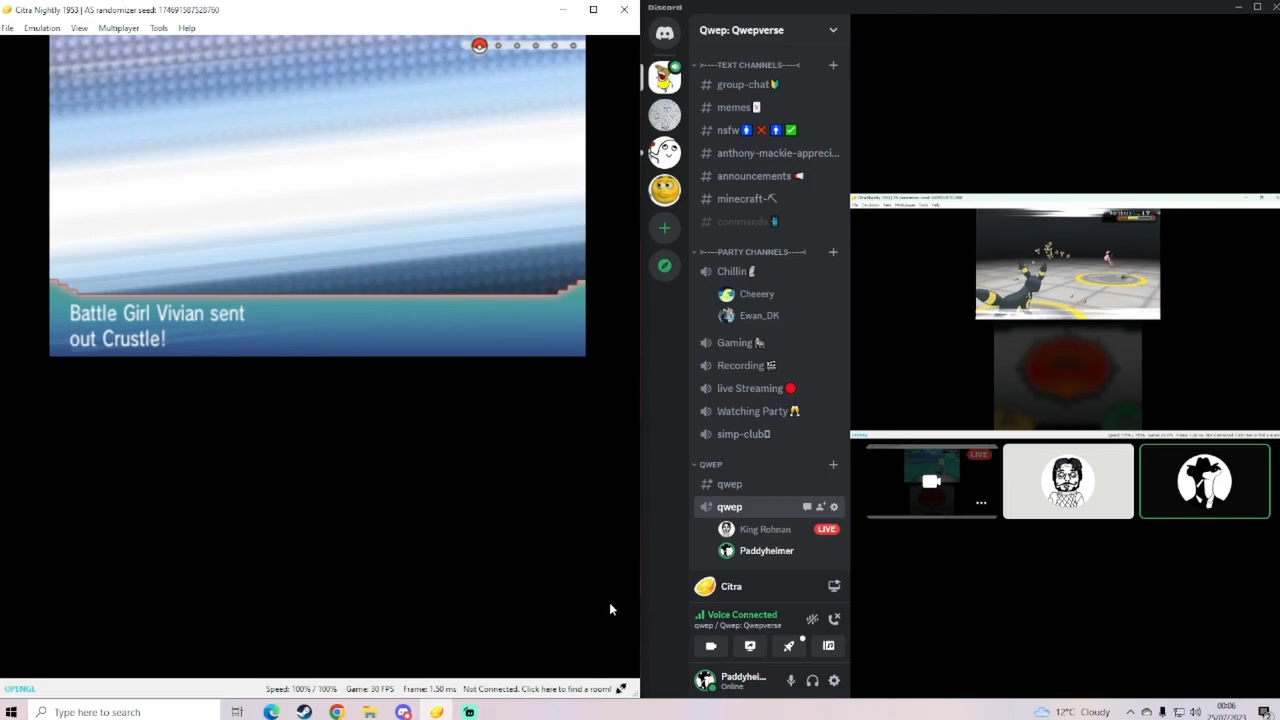 Citra Nightly 1953 | AS randomizer seed: 174691587528760
File Emulation View Multiplayer Tools Help
Battle Girl Vivian sent
out Crustle!
OPENGL Speed: 100% / 100% Game: 30 FPS Frame: 1.50 ms Not Connected. Click here to find a room!
Discord
Qwep: Qwepverse
>----TEXT CHANNELS----<
group-chat
memes
nsfw
anthony-mackie-appreci...
announcements
minecraft-
commands
>----PARTY CHANNELS----<
Chillin
Cheeery
Ewan_DK
Gaming
Recording
live Streaming
Watching Party
simp-club
QWEP
qwep
qwep
King Rohnan LIVE
Paddyheimer
Citra
Voice Connected
qwep / Qwep: Qwepverse
Paddyhei...
Online
LIVE
Type here to search
12°C Cloudy
00:06
25/07/2023